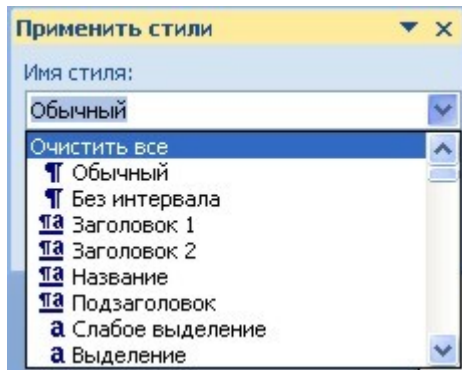 Применить стили
Имя стиля:
Обычный
Очистить все
¶ Обычный
¶ Без интервала
¶a Заголовок 1
¶a Заголовок 2
¶a Название
¶a Подзаголовок
a Слабое выделение
a Выделение